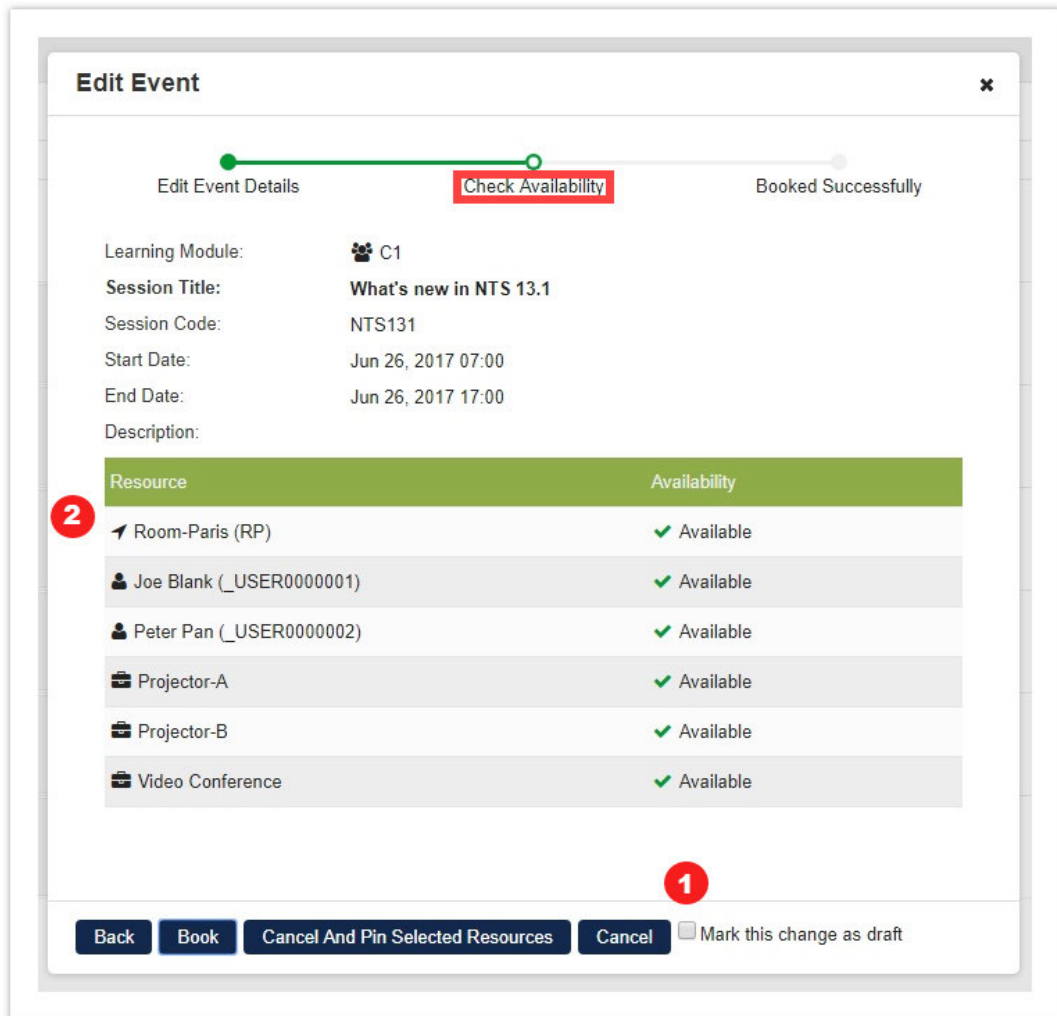 Edit Event
Edit Event Details Check Availability Booked Successfully
Learning Module: C1
Session Title: What's new in NTS 13.1
Session Code: NTS131
Start Date: Jun 26, 2017 07:00
End Date: Jun 26, 2017 17:00
Description:
Resource Availability
2
Room-Paris (RP) Available
Joe Blank (_USER0000001) Available
Peter Pan (_USER0000002) Available
Projector-A Available
Projector-B Available
Video Conference Available
1
Back Book Cancel And Pin Selected Resources Cancel Mark this change as draft